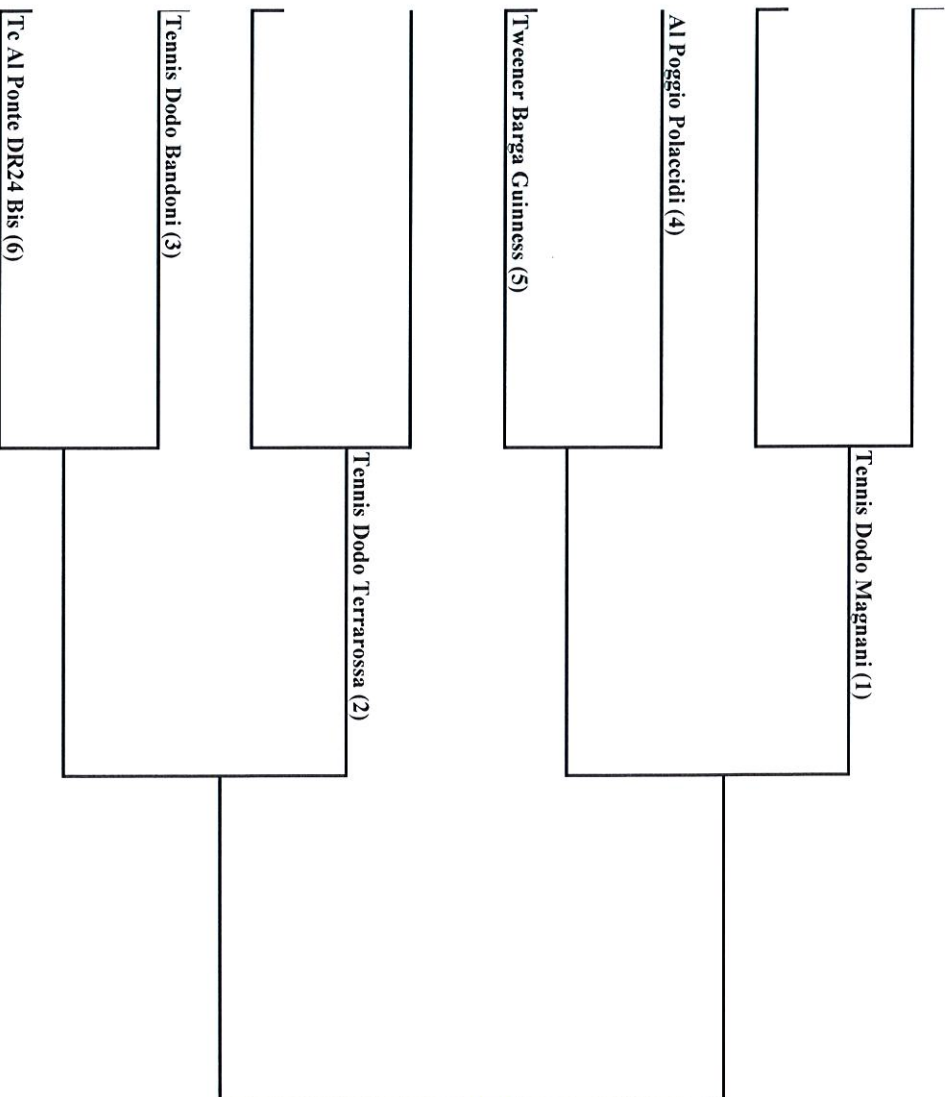 Tennis Dodo Magnani (1)
Al Poggio Polaccidi (4)
Tweener Barga Guinness (5)
Tennis Dodo Terrarossa (2)
Tennis Dodo Bandoni (3)
Tc Al Ponte DR24 Bis (6)